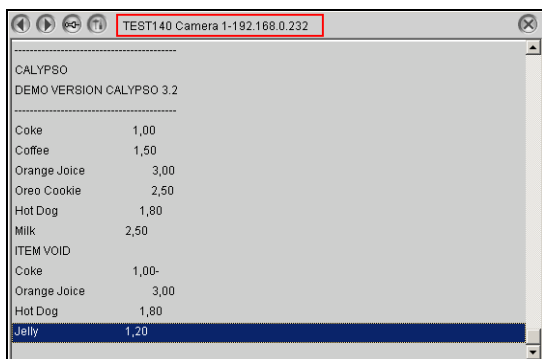 TEST140 Camera 1-192.168.0.232
----------------------------------------
CALYPSO
DEMO VERSION CALYPSO 3.2
----------------------------------------
Coke 1,00
Coffee 1,50
Orange Joice 3,00
Oreo Cookie 2,50
Hot Dog 1,80
Milk 2,50
ITEM VOID
Coke 1,00-
Orange Joice 3,00
Hot Dog 1,80
Jelly 1,20